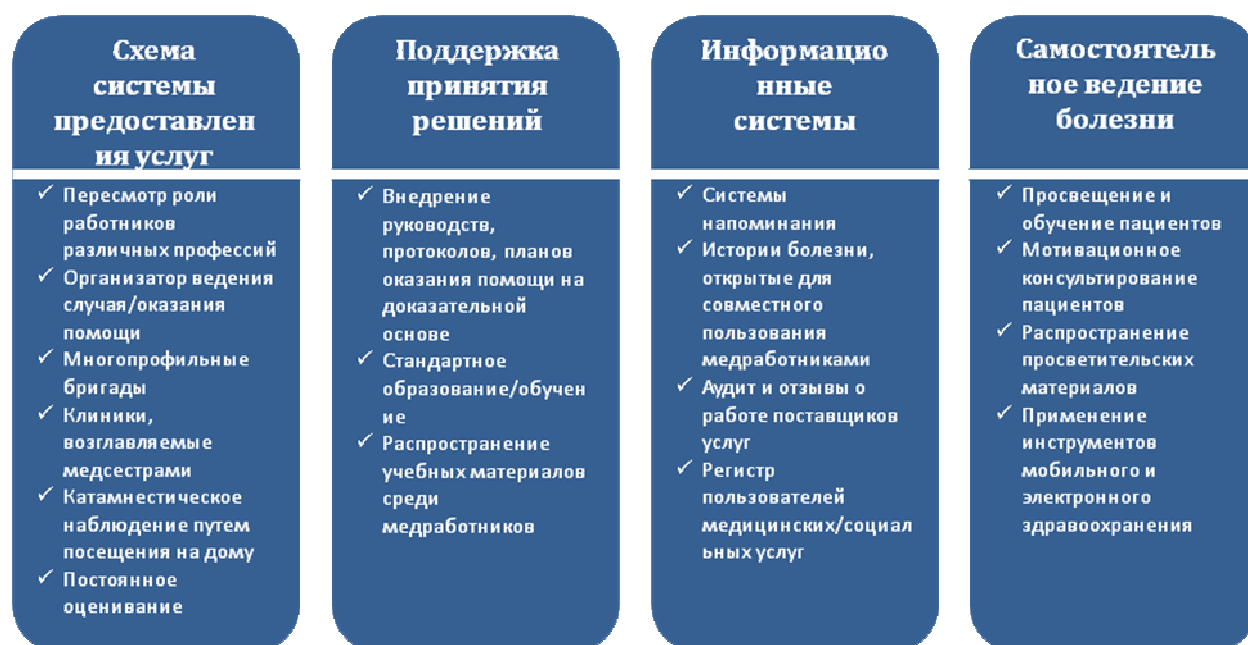 Схема
системы
предоставлен
ия услуг
✓ Пересмотр роли
работников
различных профессий
✓ Организатор ведения
случая/оказания
помощи
✓ Многопрофильные
бригады
✓ Клиники,
возглавляемые
медсестрами
✓ Катамнестическое
наблюдение путем
посещения на дому
✓ Постоянное
оценивание
Поддержка
принятия
решений
✓ Внедрение
руководств,
протоколов, планов
оказания помощи на
доказательной
основе
✓ Стандартное
образование/обучен
ие
✓ Распространение
учебных материалов
среди
медработников
Информацио
нные
системы
✓ Системы
напоминания
✓ Истории болезни,
открытые для
совместного
пользования
медработниками
✓ Аудит и отзывы о
работе поставщиков
услуг
✓ Регистр
пользователей
медицинских/социал
ьных услуг
Самостоятель
ное ведение
болезни
✓ Просвещение и
обучение пациентов
✓ Мотивационное
консультирование
пациентов
✓ Распространение
просветительских
материалов
✓ Применение
инструментов
мобильного и
электронного
здравоохранения